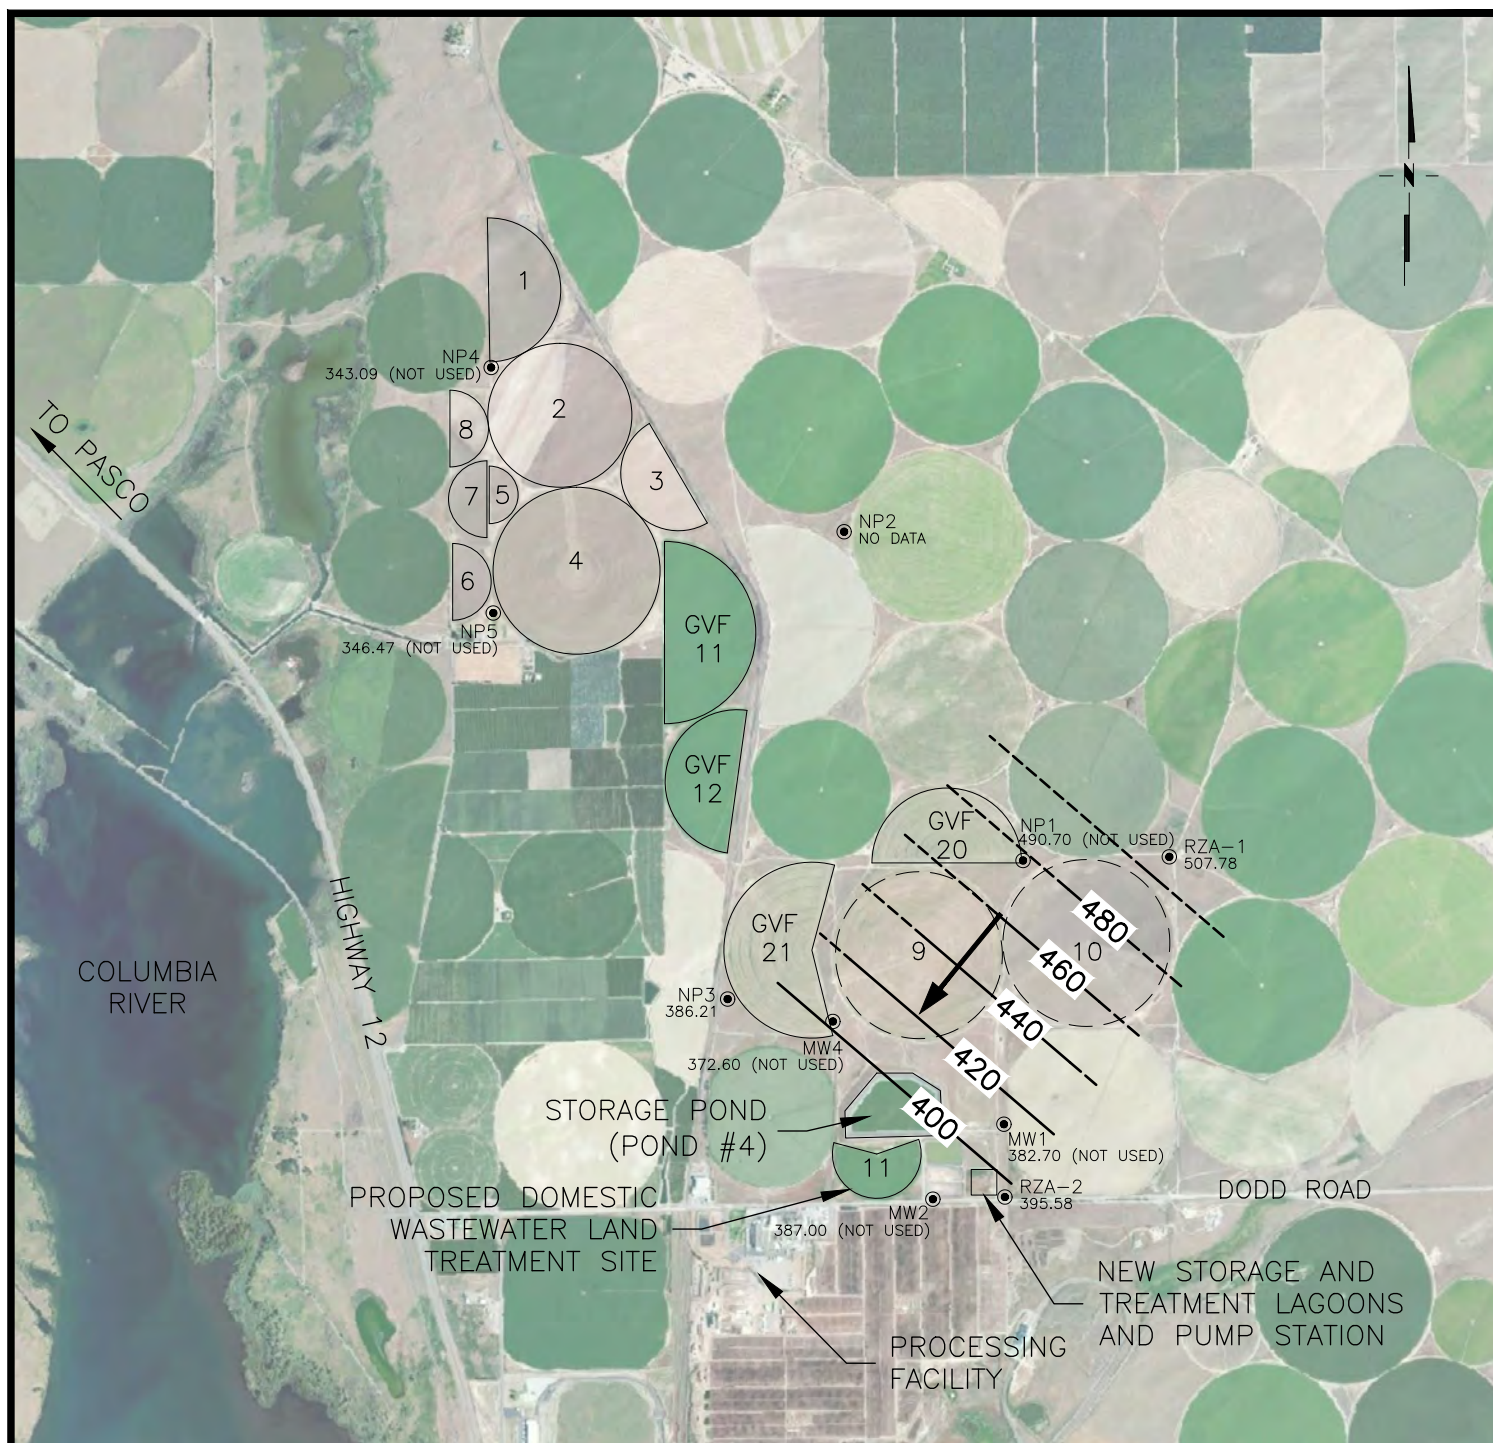 N
1
NP4
343.09 (NOT USED)
2
8
TO PASCO
3
7
5
NP2
NO DATA
4
6
NP5
346.47 (NOT USED)
GVF
11
GVF
12
GVF
20
NP1
490.70 (NOT USED)
RZA-1
507.78
480
HIGHWAY 12
GVF
21
9
10
460
COLUMBIA
RIVER
NP3
386.21
440
MW4
372.60 (NOT USED)
420
STORAGE POND
(POND #4)
400
MW1
382.70 (NOT USED)
11
PROPOSED DOMESTIC
WASTEWATER LAND
TREATMENT SITE
RZA-2
395.58
DODD ROAD
MW2
387.00 (NOT USED)
NEW STORAGE AND
TREATMENT LAGOONS
AND PUMP STATION
PROCESSING
FACILITY